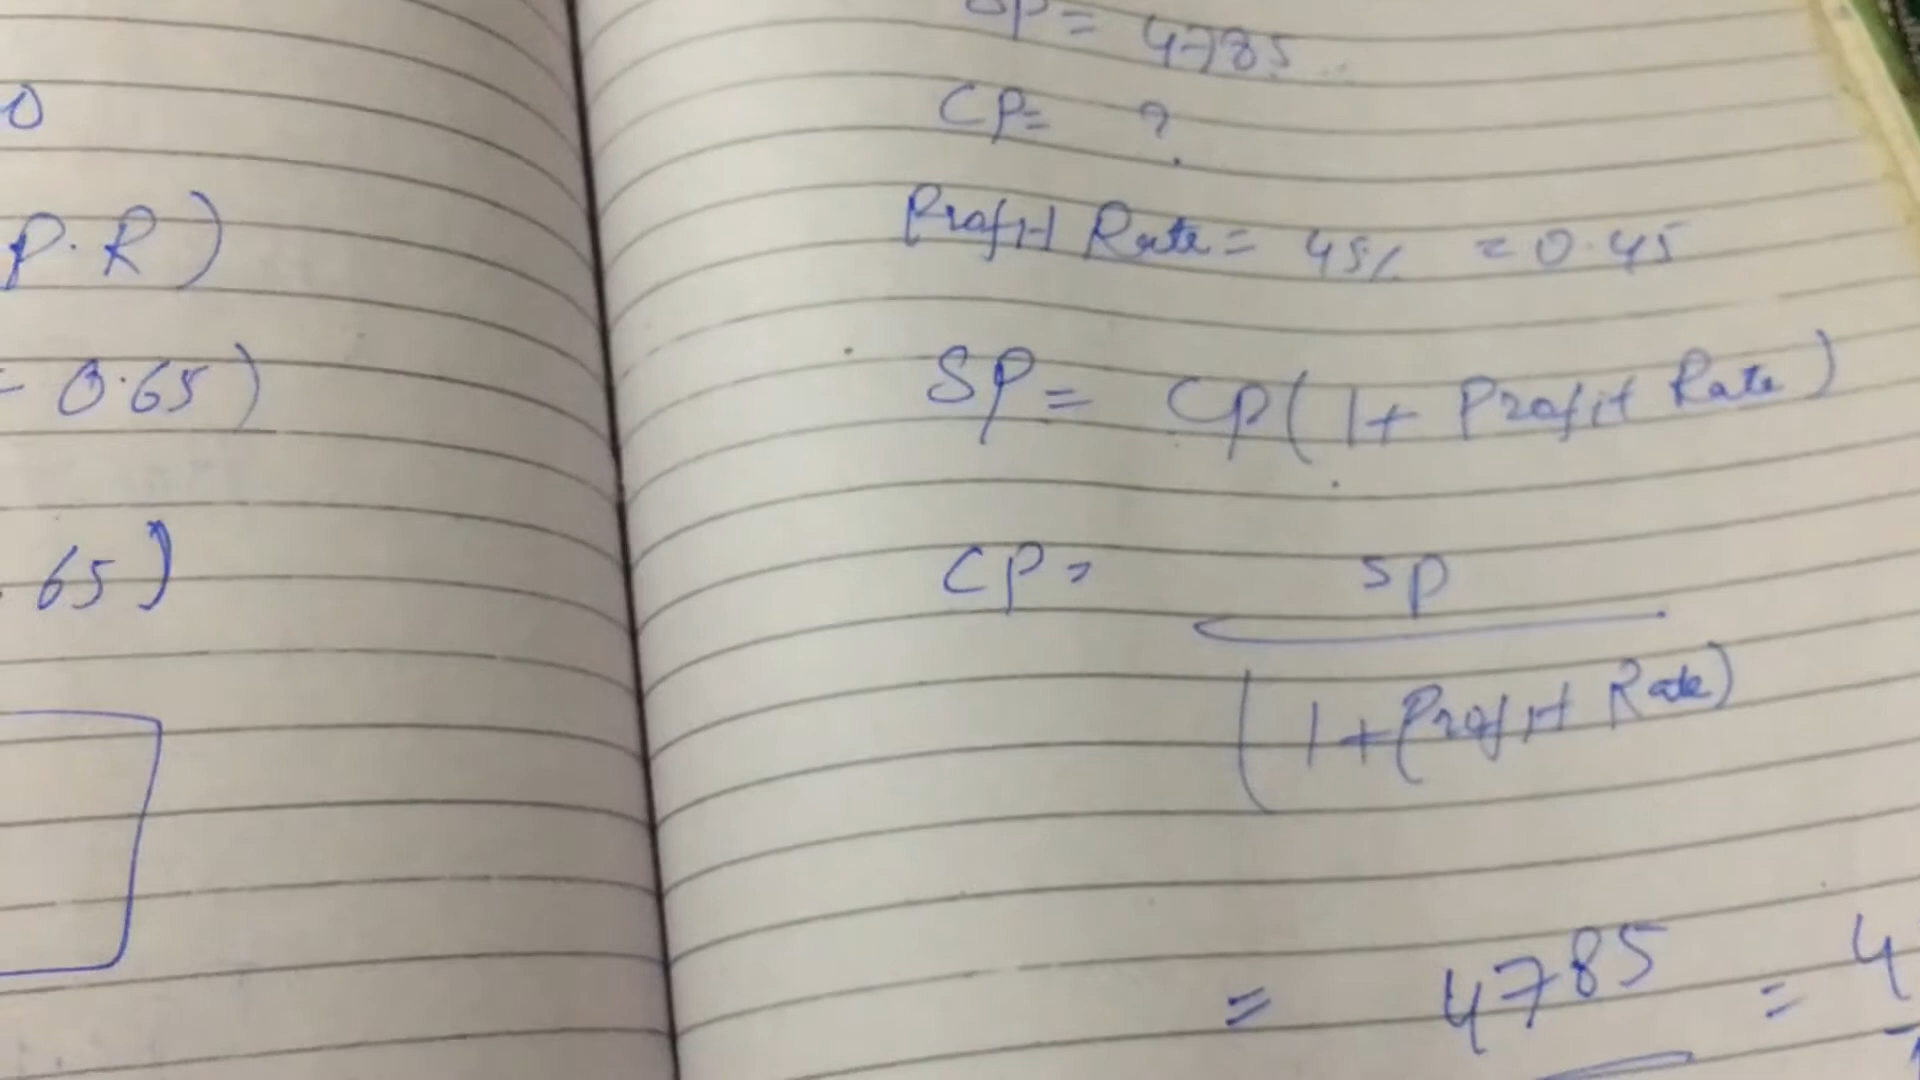 0
P.R)
- 0.65)
65)
SP= 4785
CP= ?
Profit Rate= 45% = 0.45
SP= CP(1+ Profit Rate)
CP= SP
(1+(Profit Rate)
= 4785 = 4